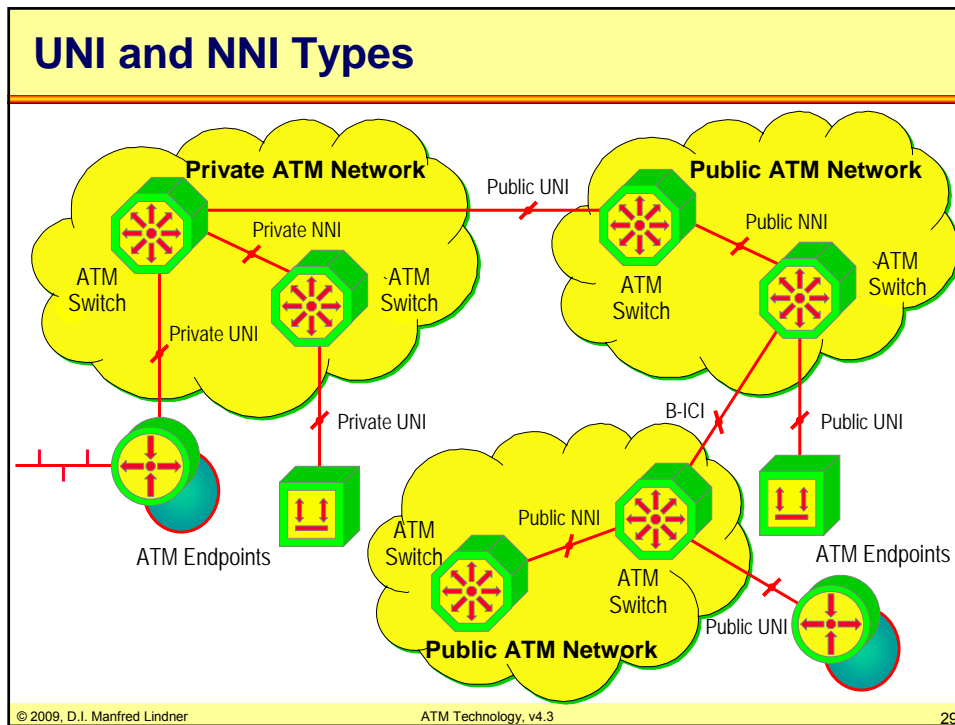 UNI and NNI Types
Private ATM Network
Public ATM Network
Public UNI
Private NNI
Public NNI
ATM
Switch
ATM
Switch
ATM
Switch
ATM
Switch
Private UNI
Private UNI
B-ICI
Public UNI
ATM Endpoints
ATM
Switch
Public NNI
ATM
Switch
ATM Endpoints
Public UNI
Public ATM Network
© 2009, D.I. Manfred Lindner
ATM Technology, v4.3
29